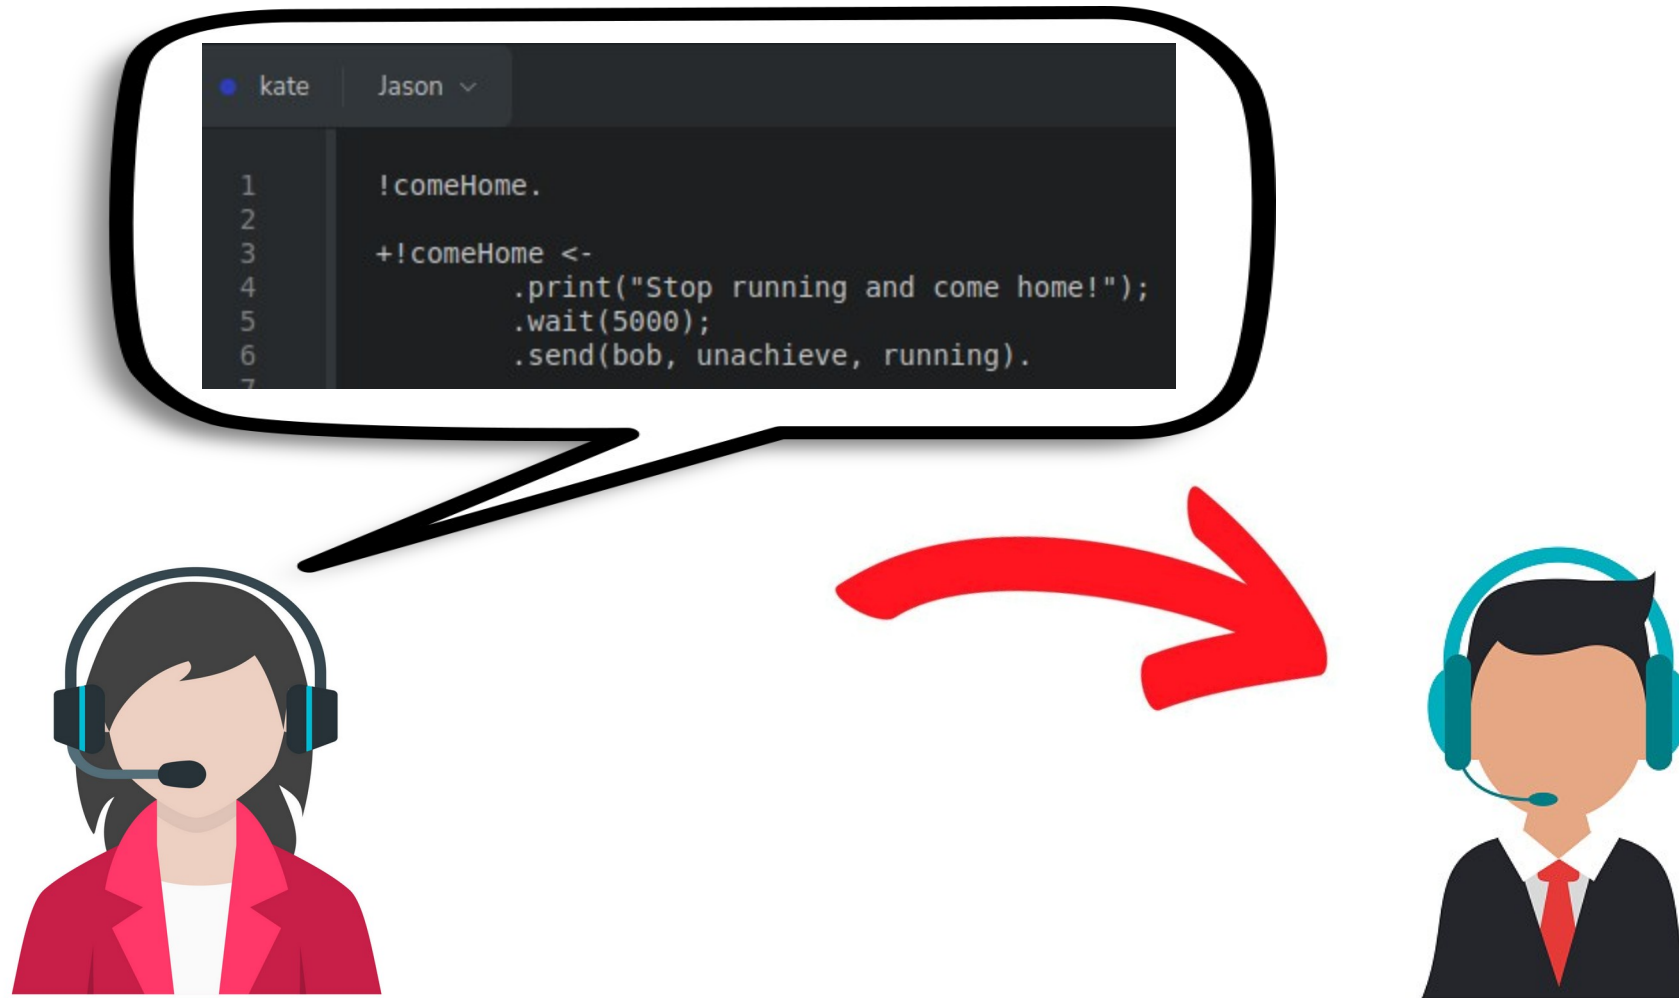 kate Jason
1 !comeHome.
2
3 +!comeHome <-
4 .print("Stop running and come home!");
5 .wait(5000);
6 .send(bob, unachieve, running).
7